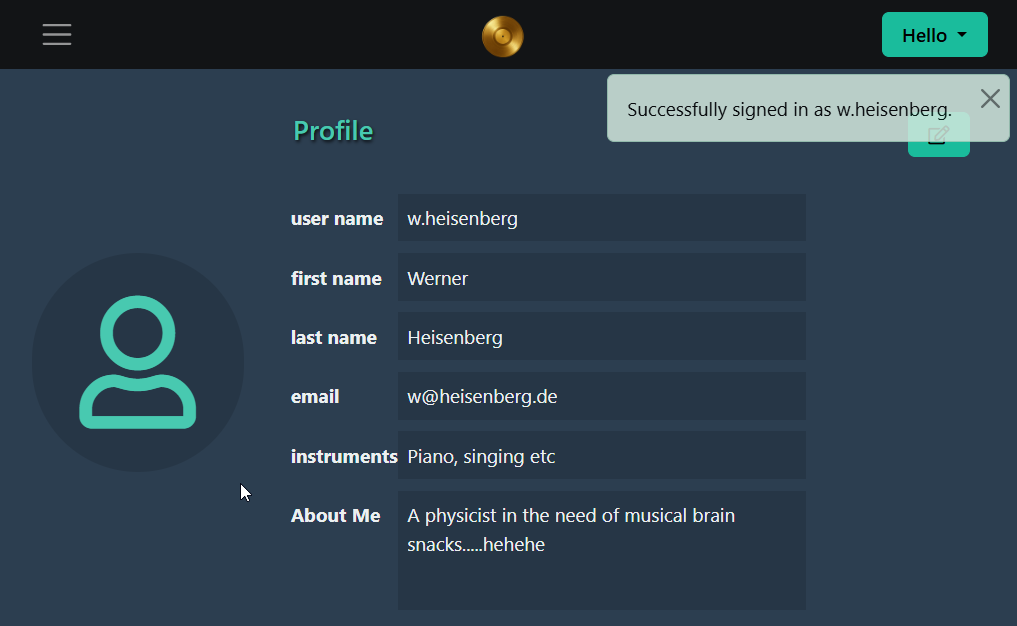 Hello
Successfully signed in as w.heisenberg.
Profile
user name w.heisenberg
first name Werner
last name Heisenberg
email w@heisenberg.de
instruments Piano, singing etc
About Me A physicist in the need of musical brain
snacks.....hehehe